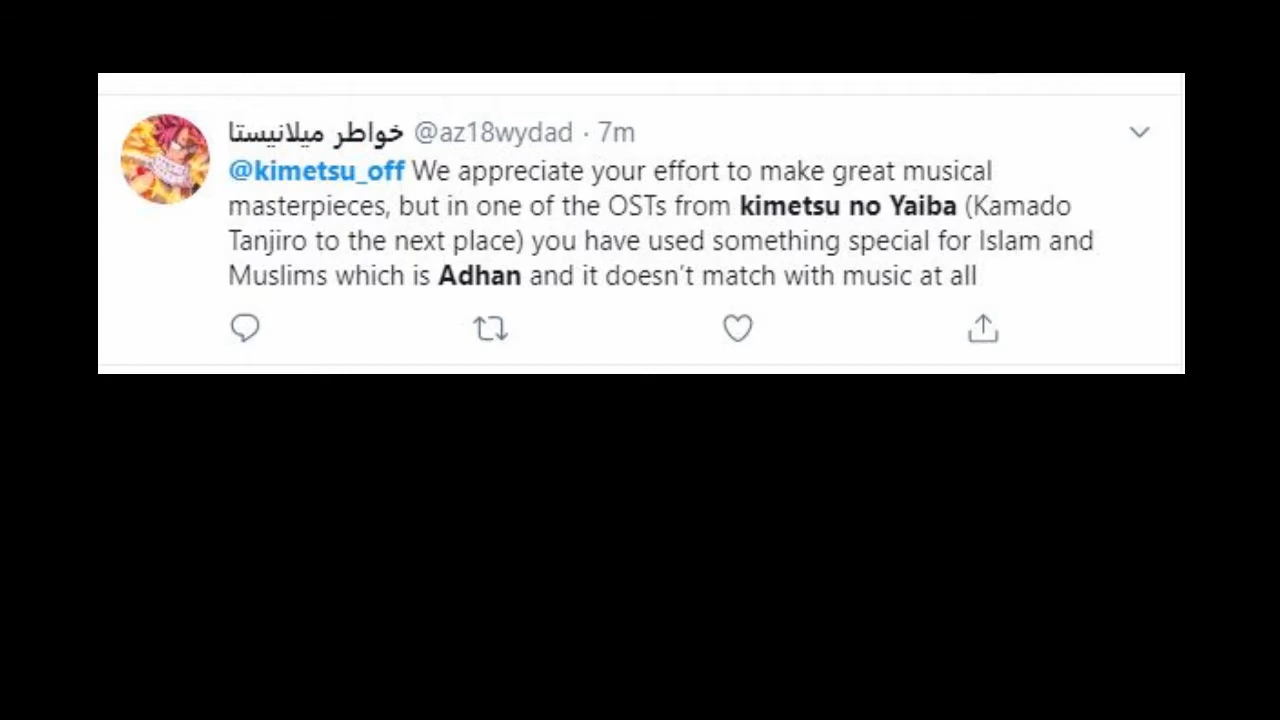 خواطر ميلانيستا @az18wydad · 7m
@kimetsu_off We appreciate your effort to make great musical
masterpieces, but in one of the OSTs from kimetsu no Yaiba (Kamado
Tanjiro to the next place) you have used something special for Islam and
Muslims which is Adhan and it doesn't match with music at all